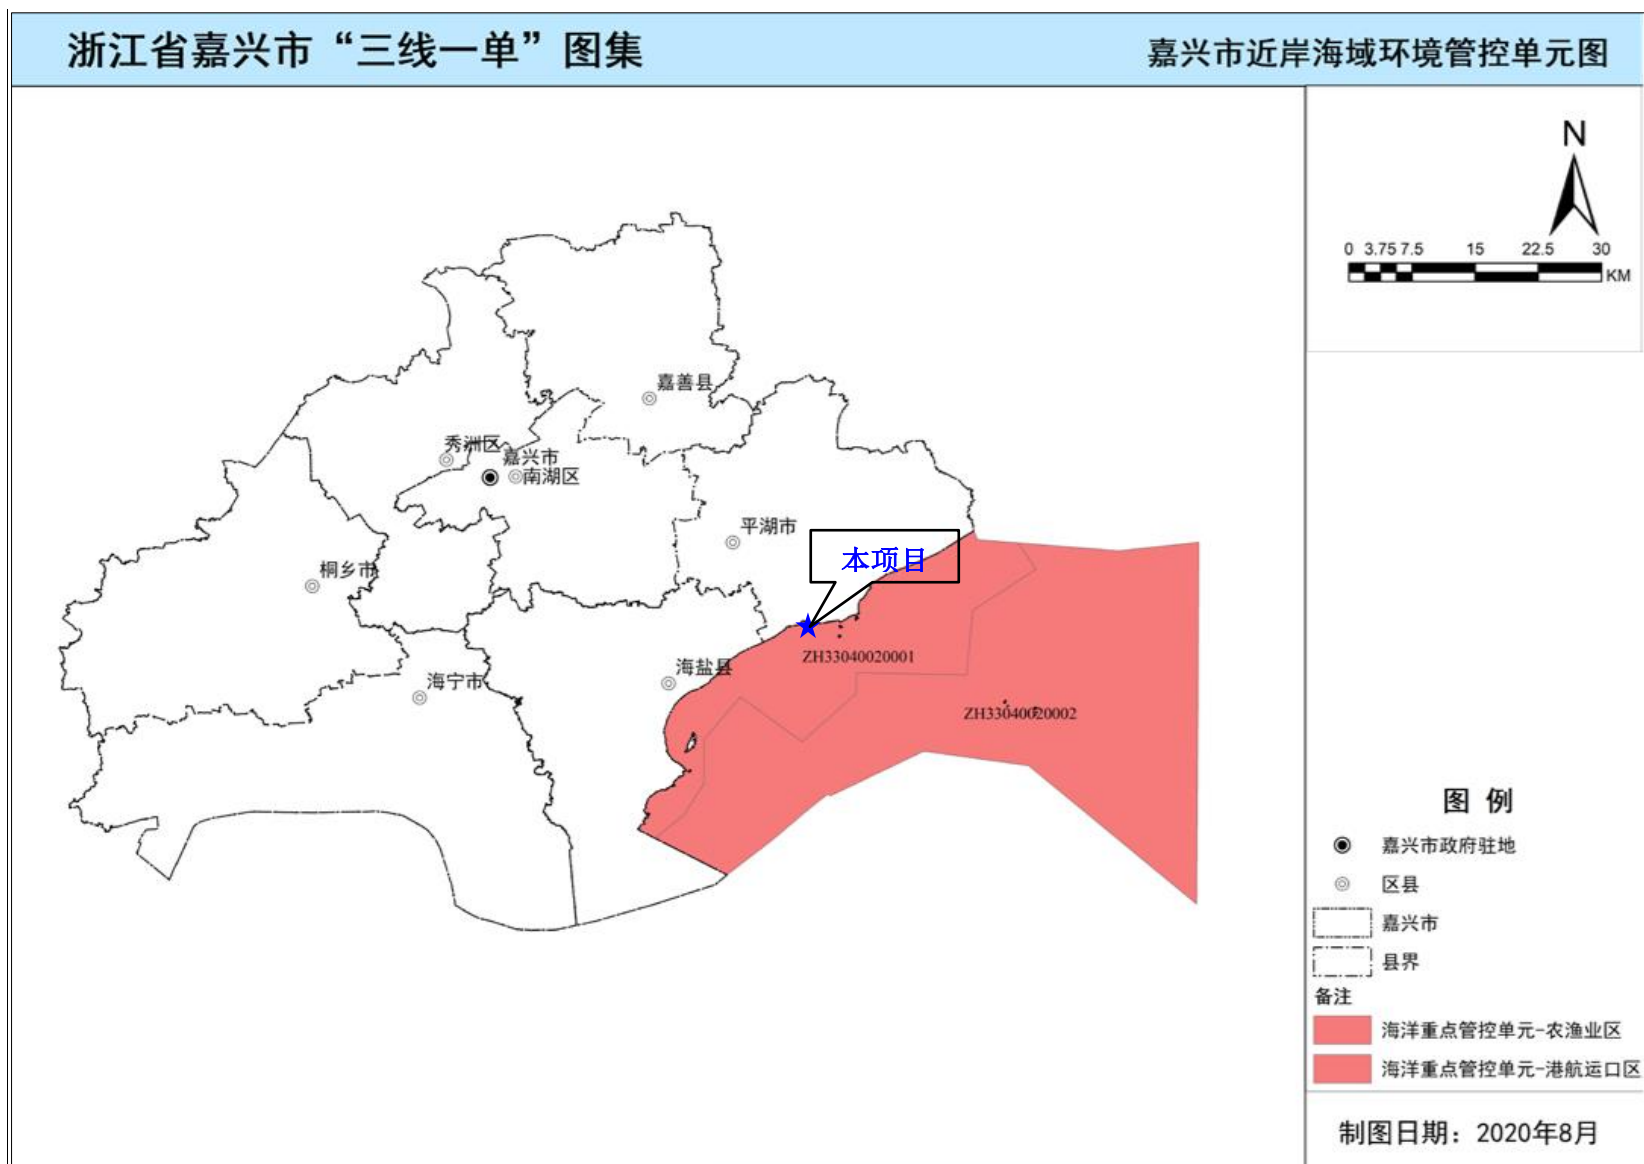 浙江省嘉兴市“三线一单”图集
嘉兴市近岸海域环境管控单元图
N
0 3.75 7.5 15 22.5 30
KM
嘉善县
秀洲区
嘉兴市
南湖区
平湖市
本项目
桐乡市
ZH33040020001
海盐县
海宁市
ZH33040020002
图 例
嘉兴市政府驻地
区县
嘉兴市
县界
备注
海洋重点管控单元-农渔业区
海洋重点管控单元-港航运口区
制图日期：2020年8月